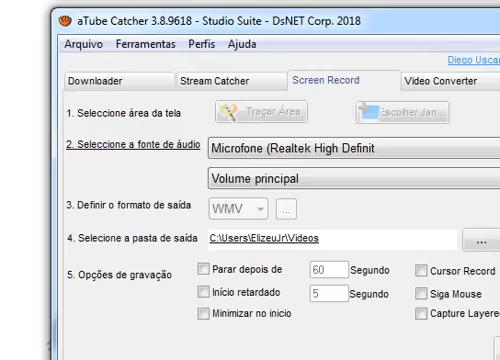 aTube Catcher 3.8.9618 - Studio Suite - DsNET Corp. 2018
Arquivo Ferramentas Perfis Ajuda
Diego Uscan
Downloader Stream Catcher Screen Record Video Converter
1. Seleccione área da tela Traçar Área Escolher Jan...
2. Seleccione a fonte de áudio Microfone (Realtek High Definit
Volume principal
3. Definir o formato de saída WMV ...
4. Selecione a pasta de saída C:\Users\ElizeuJr\Videos ...
5. Opções de gravação Parar depois de 60 Segundo Cursor Record
Início retardado 5 Segundo Siga Mouse
Minimizar no inicio Capture Layere